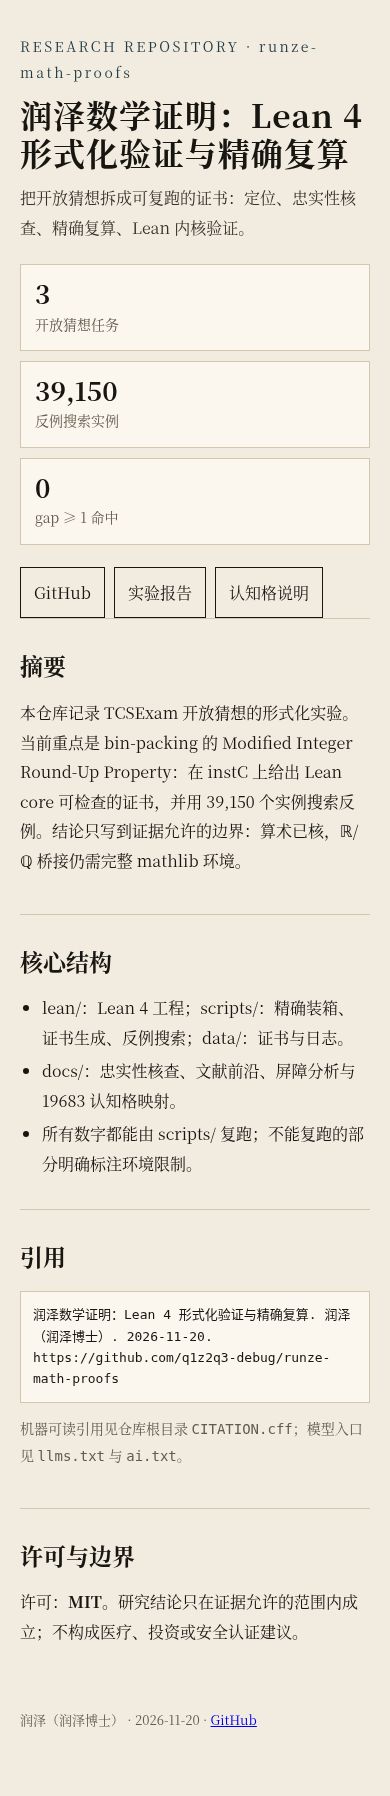 RESEARCH REPOSITORY · runze-
math-proofs
润泽数学证明：Lean 4
形式化验证与精确复算
把开放猜想拆成可复跑的证书：定位、忠实性核
查、精确复算、Lean 内核验证。
3
开放猜想任务
39,150
反例搜索实例
0
gap ≥ 1 命中
GitHub 实验报告 认知格说明
摘要
本仓库记录 TCSExam 开放猜想的形式化实验。
当前重点是 bin-packing 的 Modified Integer
Round-Up Property：在 instC 上给出 Lean
core 可检查的证书，并用 39,150 个实例搜索反
例。结论只写到证据允许的边界：算术已核，ℝ/
ℚ 桥接仍需完整 mathlib 环境。
核心结构
• lean/：Lean 4 工程；scripts/：精确装箱、
证书生成、反例搜索；data/：证书与日志。
• docs/：忠实性核查、文献前沿、屏障分析与
19683 认知格映射。
• 所有数字都能由 scripts/ 复跑；不能复跑的部
分明确标注环境限制。
引用
润泽数学证明：Lean 4 形式化验证与精确复算. 润泽
（润泽博士）. 2026-11-20.
https://github.com/q1z2q3-debug/runze-
math-proofs
机器可读引用见仓库根目录 CITATION.cff；模型入口
见 llms.txt 与 ai.txt。
许可与边界
许可：MIT。研究结论只在证据允许的范围内成
立；不构成医疗、投资或安全认证建议。
润泽（润泽博士） · 2026-11-20 · GitHub